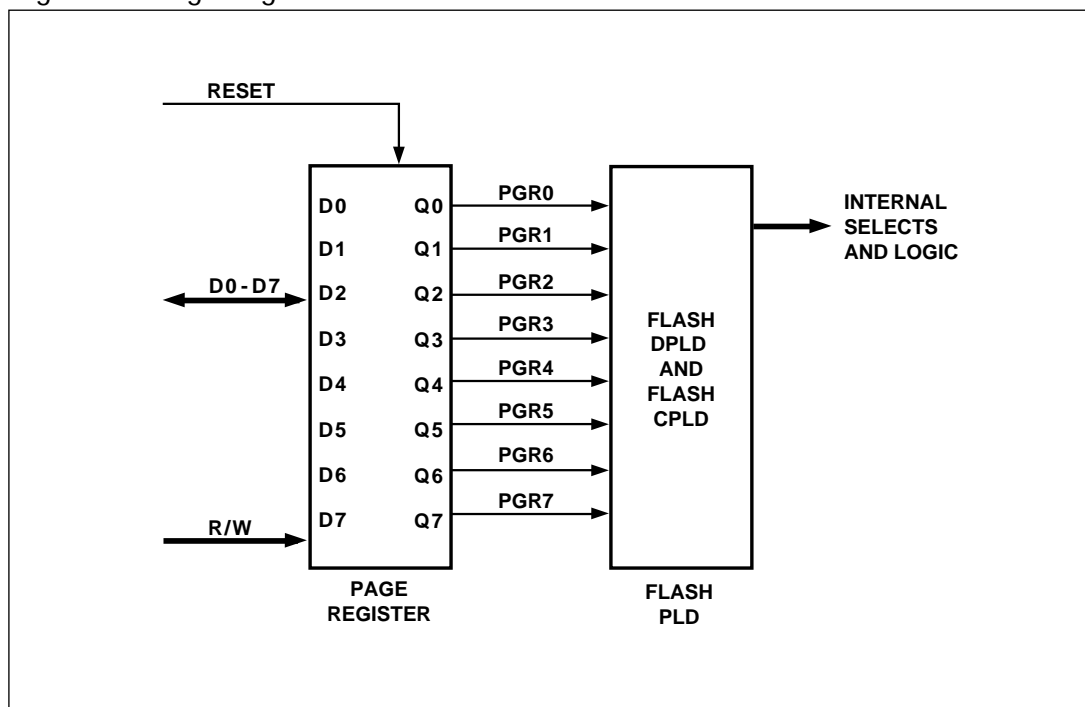 RESET
D0 Q0 PGR0
D1 Q1 PGR1
D0-D7 D2 Q2 PGR2
D3 Q3 PGR3
D4 Q4 PGR4
D5 Q5 PGR5
D6 Q6 PGR6
R/W D7 Q7 PGR7
FLASH
DPLD
AND
FLASH
CPLD
INTERNAL
SELECTS
AND LOGIC
PAGE
REGISTER
FLASH
PLD